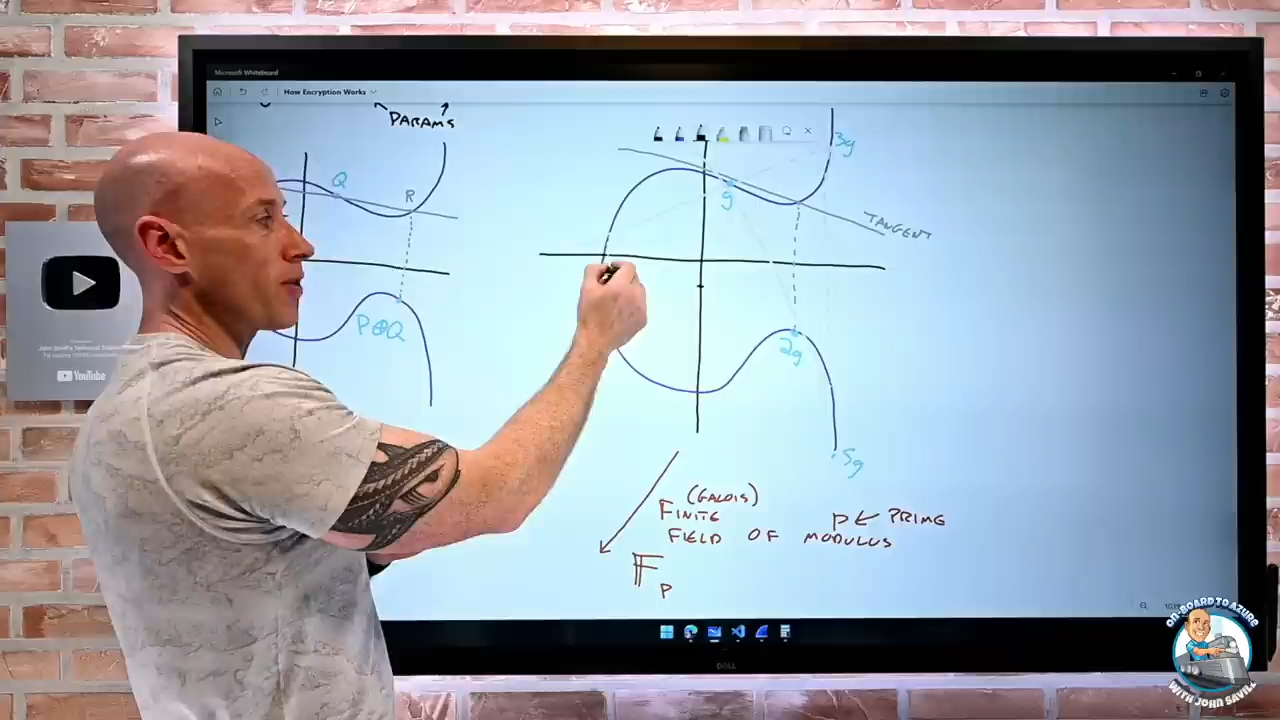 Microsoft Whiteboard
How Encryption Works
PARAMS
Q
R
P⊕Q
3g
g
TANGENT
2g
5g
(GALOIS)
FINITE
P ← PRIME
FIELD OF MODULUS
𝔽p
YouTube
DELL
ON-BOARD TO AZURE
WITH JOHN SAVILL